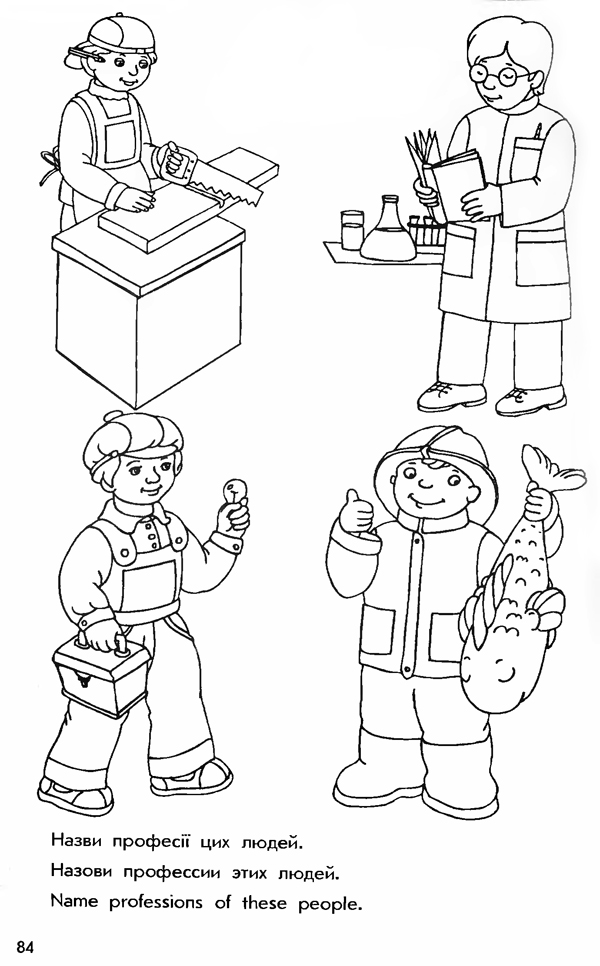 Назви професії цих людей.
Назови профессии этих людей.
Name professions of these people.
84